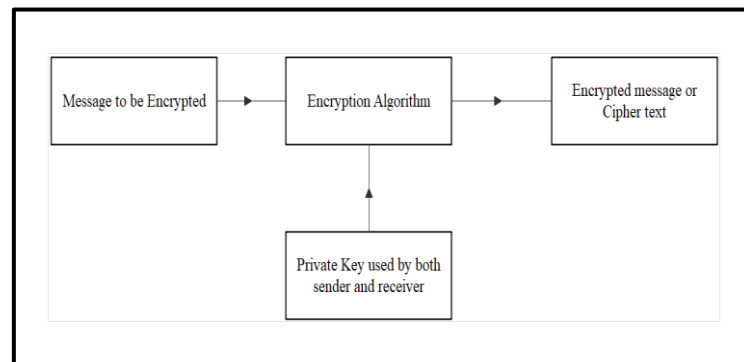 Message to be Encrypted
Encryption Algorithm
Encrypted message or
Cipher text
Private Key used by both
sender and receiver